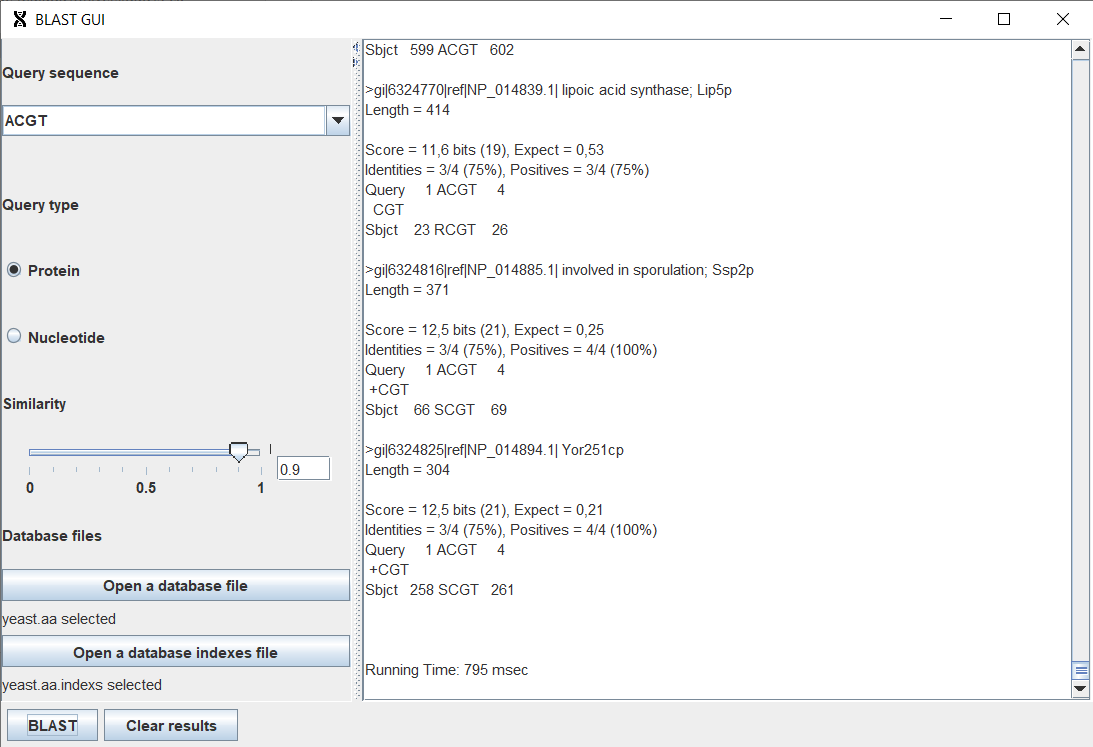 BLAST GUI
Query sequence
ACGT
Query type
Protein
Nucleotide
Similarity
0.9
0 0.5 1
Database files
Open a database file
yeast.aa selected
Open a database indexes file
yeast.aa.indexs selected
BLAST Clear results
Sbjct 599 ACGT 602
>gi|6324770|ref|NP_014839.1| lipoic acid synthase; Lip5p
Length = 414
Score = 11,6 bits (19), Expect = 0,53
Identities = 3/4 (75%), Positives = 3/4 (75%)
Query 1 ACGT 4
CGT
Sbjct 23 RCGT 26
>gi|6324816|ref|NP_014885.1| involved in sporulation; Ssp2p
Length = 371
Score = 12,5 bits (21), Expect = 0,25
Identities = 3/4 (75%), Positives = 4/4 (100%)
Query 1 ACGT 4
+CGT
Sbjct 66 SCGT 69
>gi|6324825|ref|NP_014894.1| Yor251cp
Length = 304
Score = 12,5 bits (21), Expect = 0,21
Identities = 3/4 (75%), Positives = 4/4 (100%)
Query 1 ACGT 4
+CGT
Sbjct 258 SCGT 261
Running Time: 795 msec